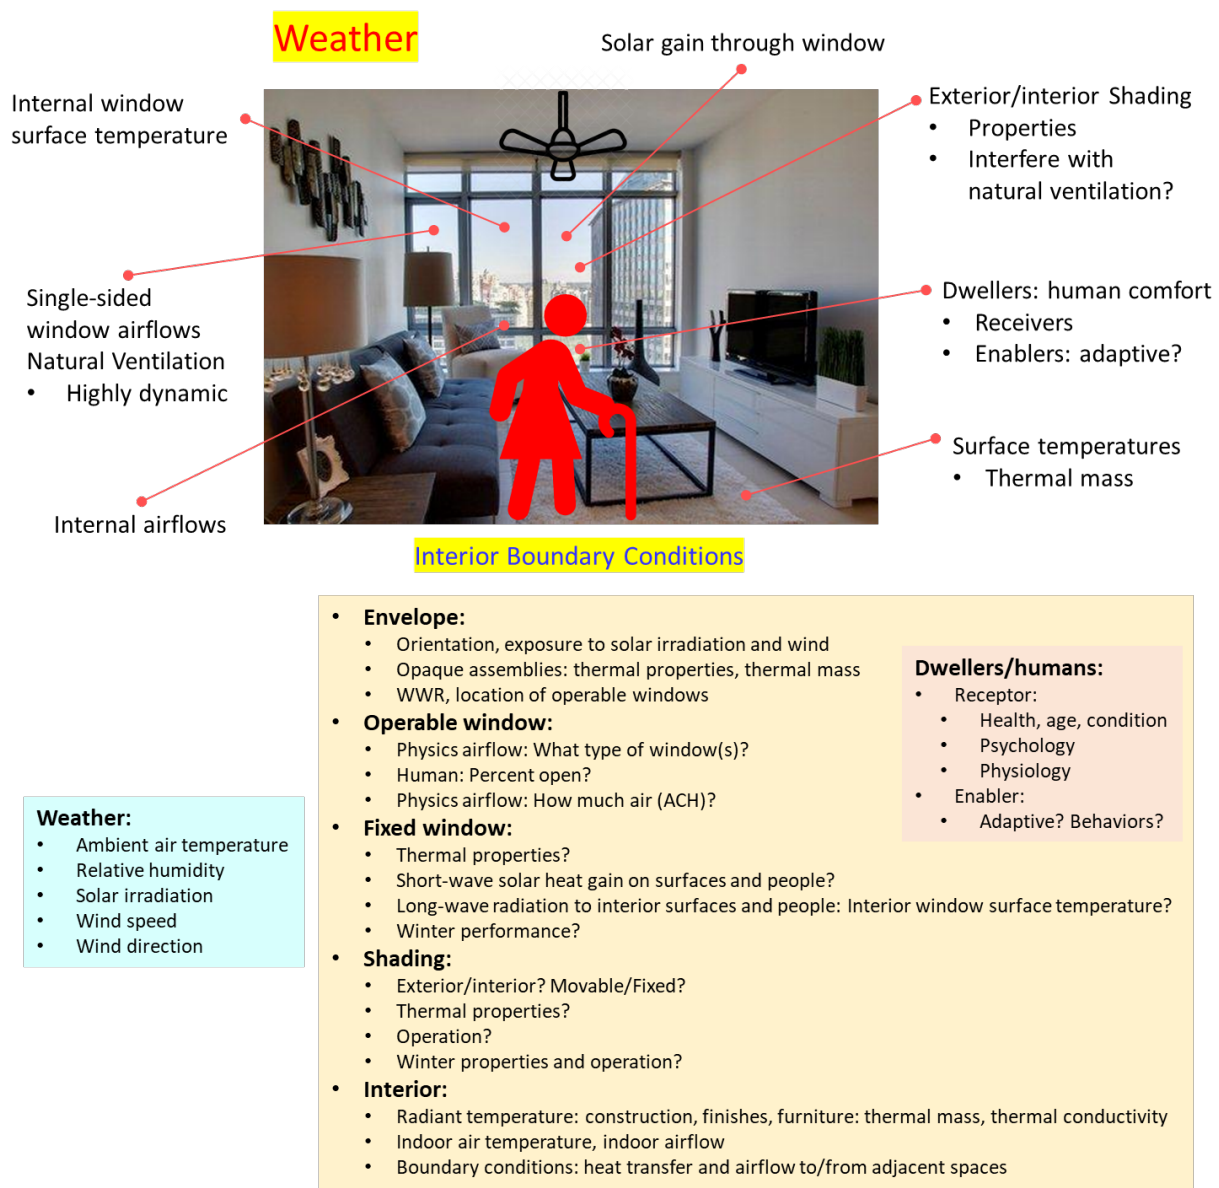 Weather
Solar gain through window
Internal window
surface temperature
Exterior/interior Shading
• Properties
• Interfere with
natural ventilation?
Single-sided
window airflows
Natural Ventilation
• Highly dynamic
Dwellers: human comfort
• Receivers
• Enablers: adaptive?
Surface temperatures
• Thermal mass
Internal airflows
Interior Boundary Conditions
• Envelope:
• Orientation, exposure to solar irradiation and wind
• Opaque assemblies: thermal properties, thermal mass
• WWR, location of operable windows
• Operable window:
• Physics airflow: What type of window(s)?
• Human: Percent open?
• Physics airflow: How much air (ACH)?
• Fixed window:
• Thermal properties?
• Short-wave solar heat gain on surfaces and people?
• Long-wave radiation to interior surfaces and people: Interior window surface temperature?
• Winter performance?
• Shading:
• Exterior/interior? Movable/Fixed?
• Thermal properties?
• Operation?
• Winter properties and operation?
• Interior:
• Radiant temperature: construction, finishes, furniture: thermal mass, thermal conductivity
• Indoor air temperature, indoor airflow
• Boundary conditions: heat transfer and airflow to/from adjacent spaces
Dwellers/humans:
• Receptor:
• Health, age, condition
• Psychology
• Physiology
• Enabler:
• Adaptive? Behaviors?
Weather:
• Ambient air temperature
• Relative humidity
• Solar irradiation
• Wind speed
• Wind direction